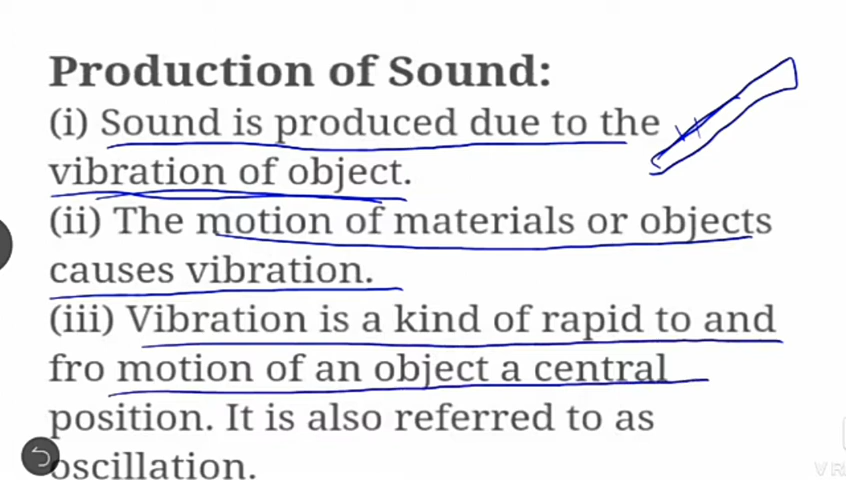 Production of Sound:
(i) Sound is produced due to the
vibration of object.
(ii) The motion of materials or objects
causes vibration.
(iii) Vibration is a kind of rapid to and
fro motion of an object a central
position. It is also referred to as
oscillation.